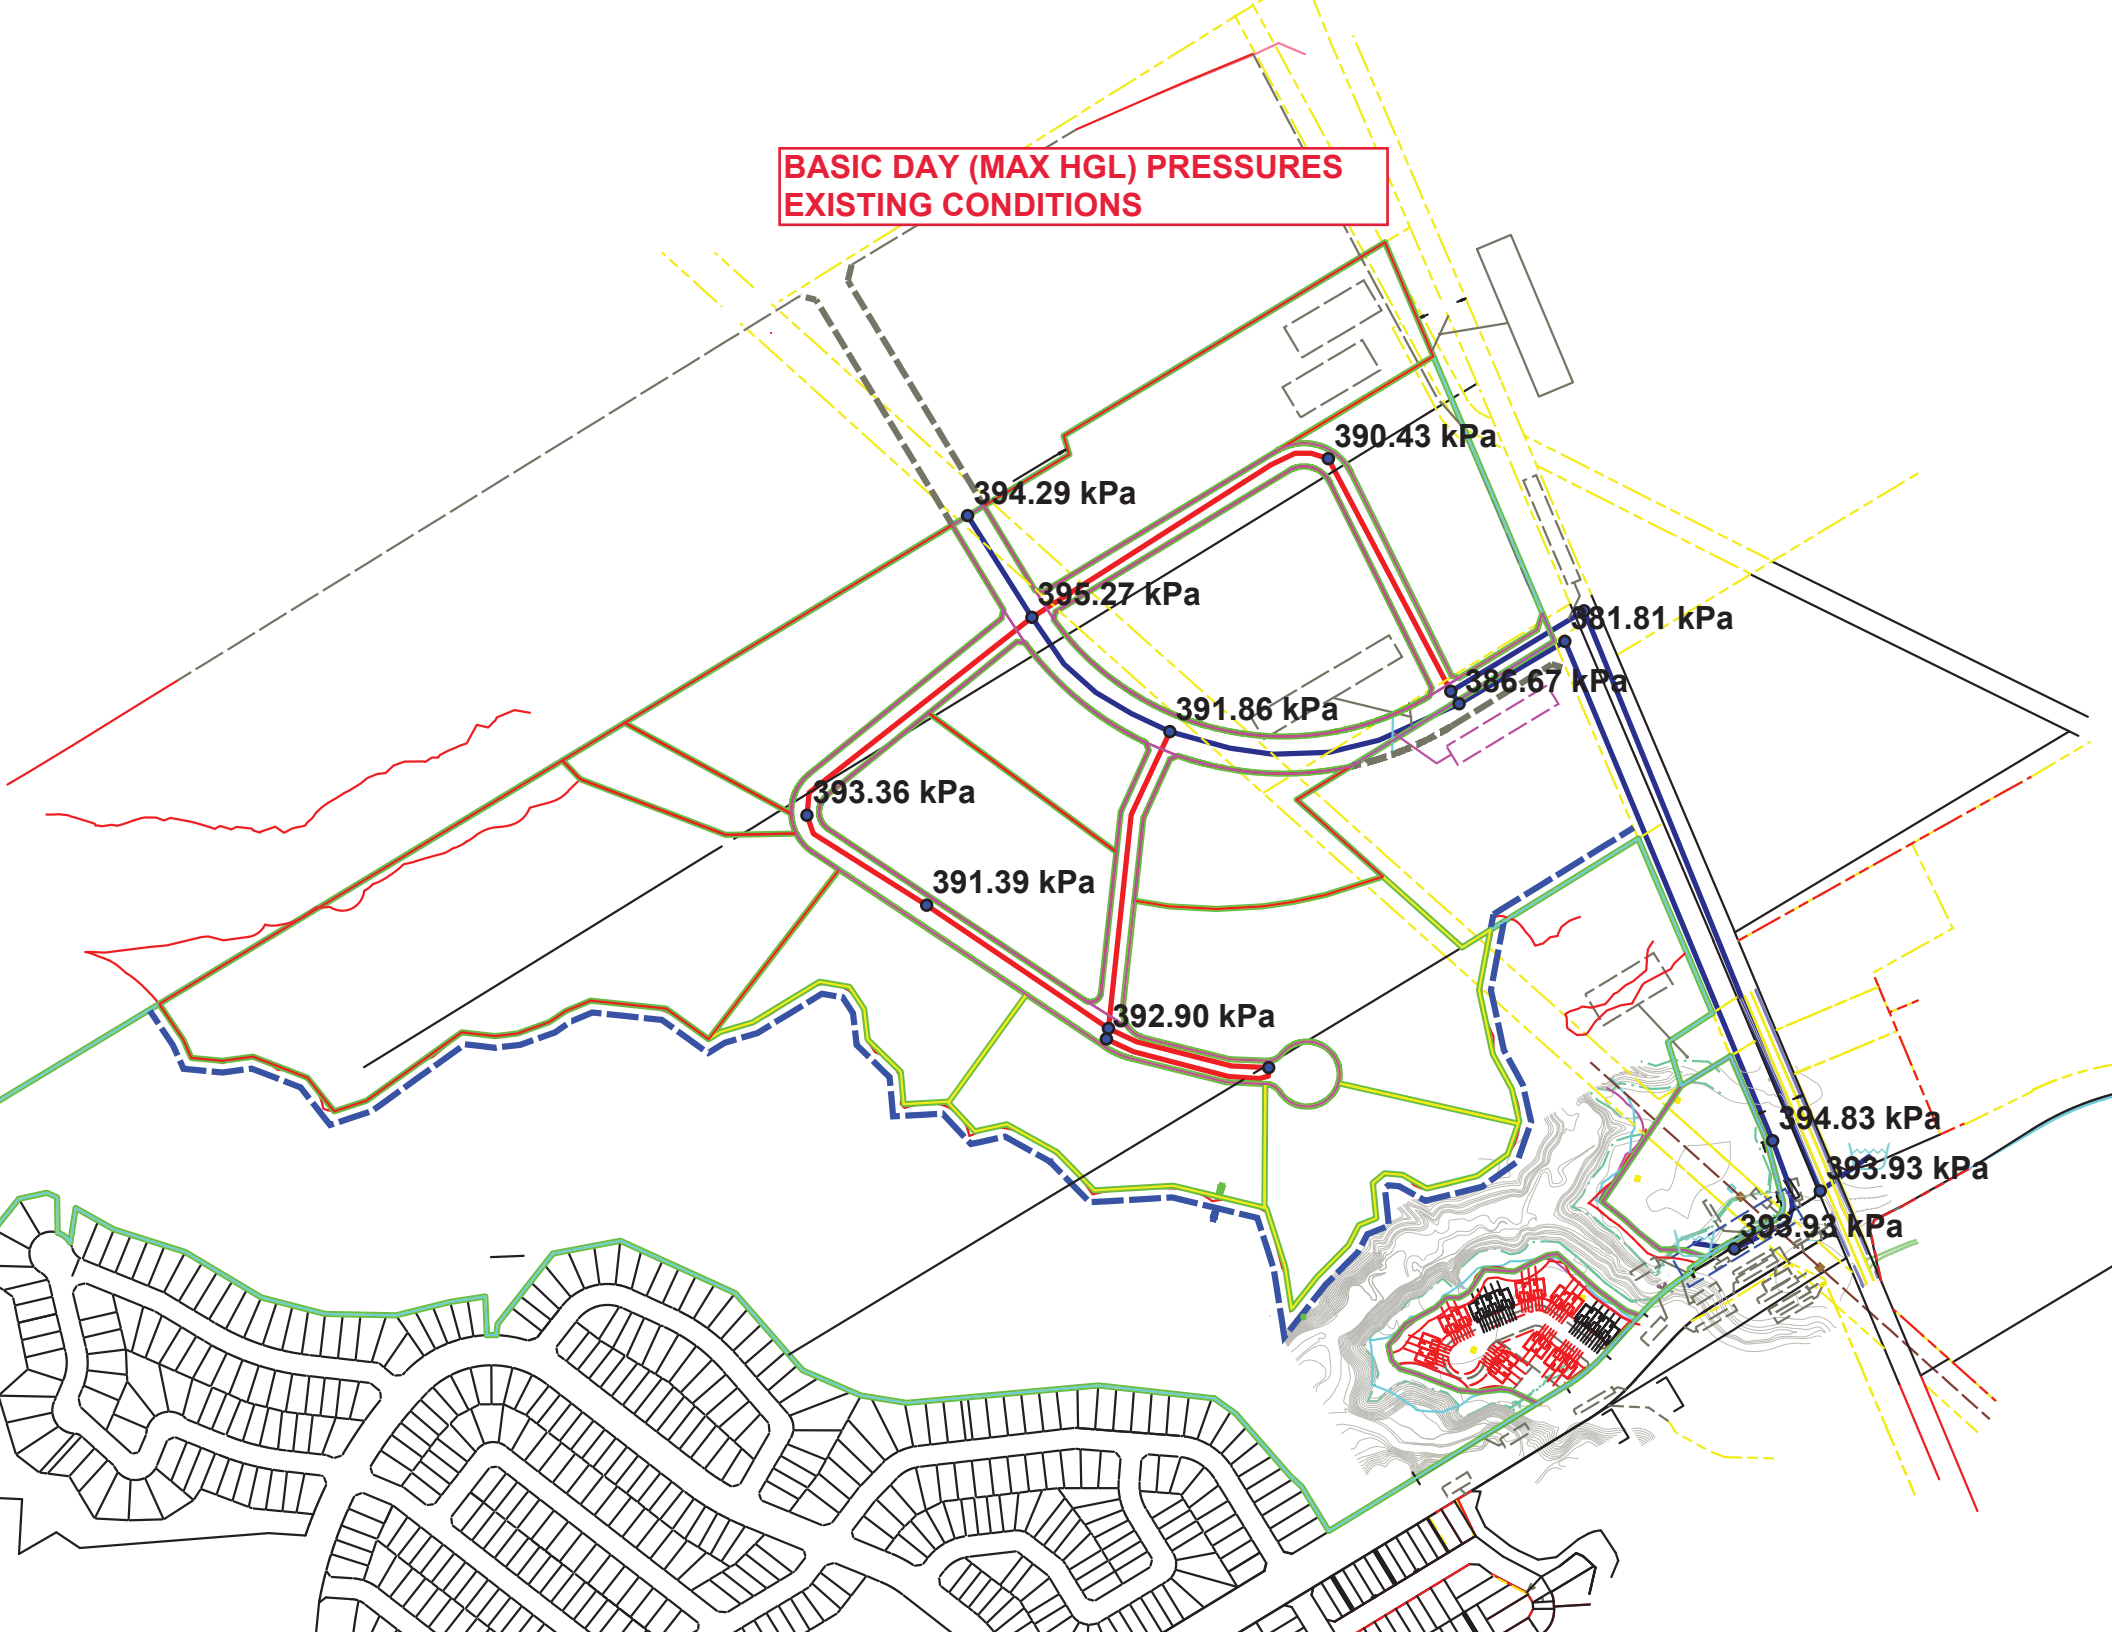 BASIC DAY (MAX HGL) PRESSURES
EXISTING CONDITIONS
390.43 kPa
394.29 kPa
395.27 kPa
381.81 kPa
386.67 kPa
391.86 kPa
393.36 kPa
391.39 kPa
392.90 kPa
394.83 kPa
393.93 kPa
393.93 kPa